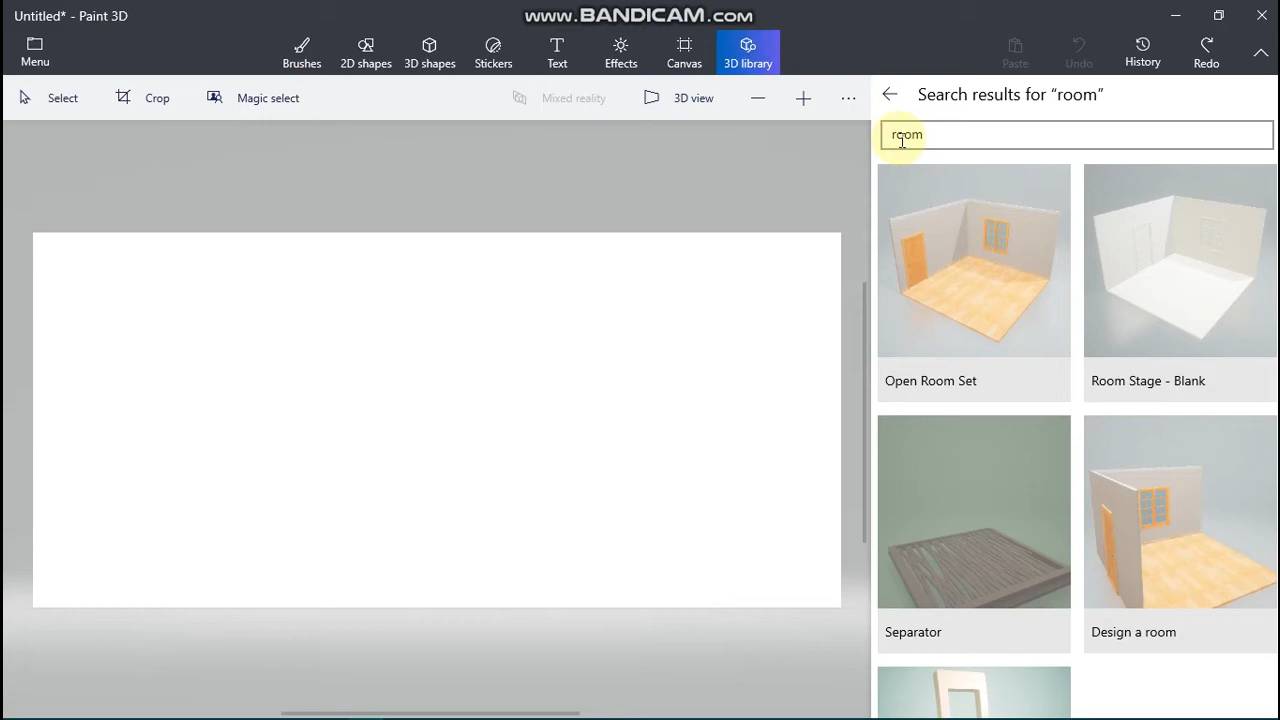 Untitled* - Paint 3D
www.BANDICAM.com
Menu
Brushes
2D shapes
3D shapes
Stickers
Text
Effects
Canvas
3D library
Paste
Undo
History
Redo
Select
Crop
Magic select
Mixed reality
3D view
Search results for “room”
room
Open Room Set
Room Stage - Blank
Separator
Design a room